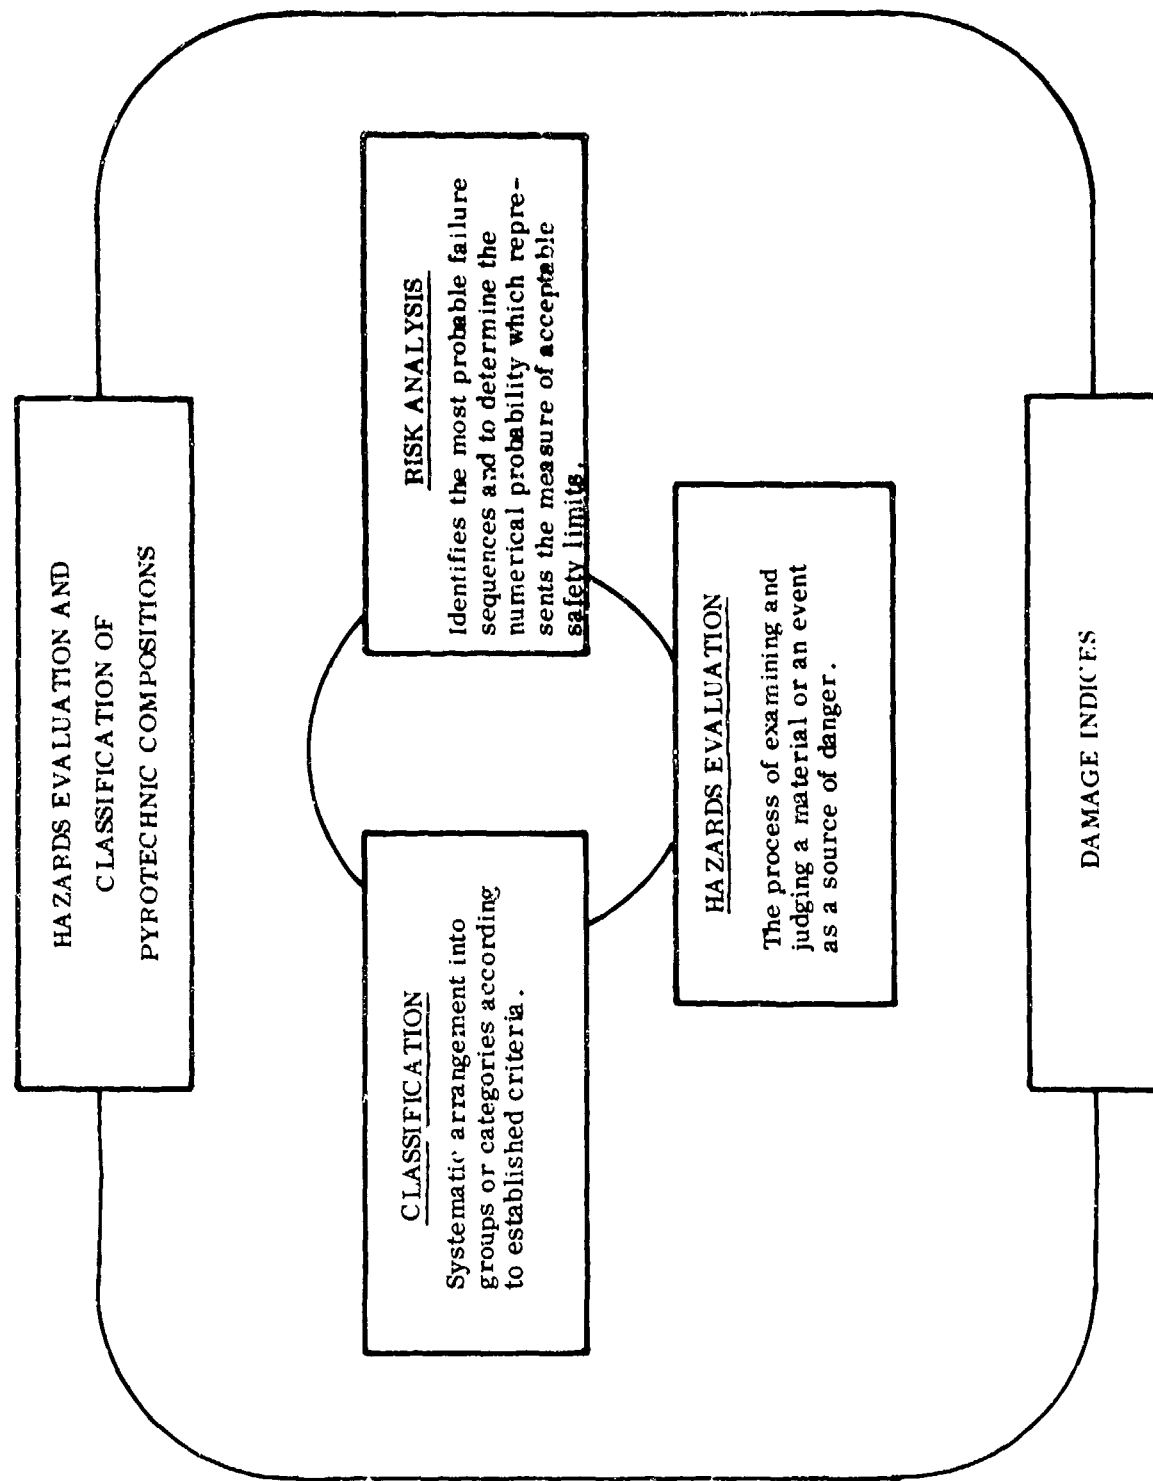 HAZARDS EVALUATION AND
CLASSIFICATION OF
PYROTECHNIC COMPOSITIONS
CLASSIFICATION
Systematic arrangement into
groups or categories according
to established criteria.
RISK ANALYSIS
Identifies the most probable failure
sequences and to determine the
numerical probability which repre-
sents the measure of acceptable
safety limits.
HAZARDS EVALUATION
The process of examining and
judging a material or an event
as a source of danger.
DAMAGE INDICES